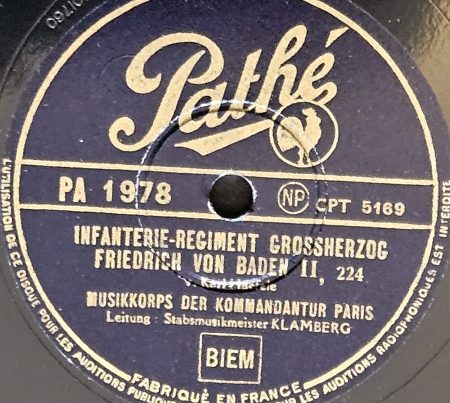 Pathé
PA 1978
NP
CPT 5169
INFANTERIE-REGIMENT GROSSHERZOG
FRIEDRICH VON BADEN II, 224
MUSIKKORPS DER KOMMANDANTUR PARIS
Leitung : Stabsmusikmeister KLAMBERG
BIEM
FABRIQUÉ EN FRANCE
L'UTILISATION DE CE DISQUE POUR LES AUDITIONS PUBLIQUES
LES AUDITIONS RADIOPHONIQUES EST INTERDITE